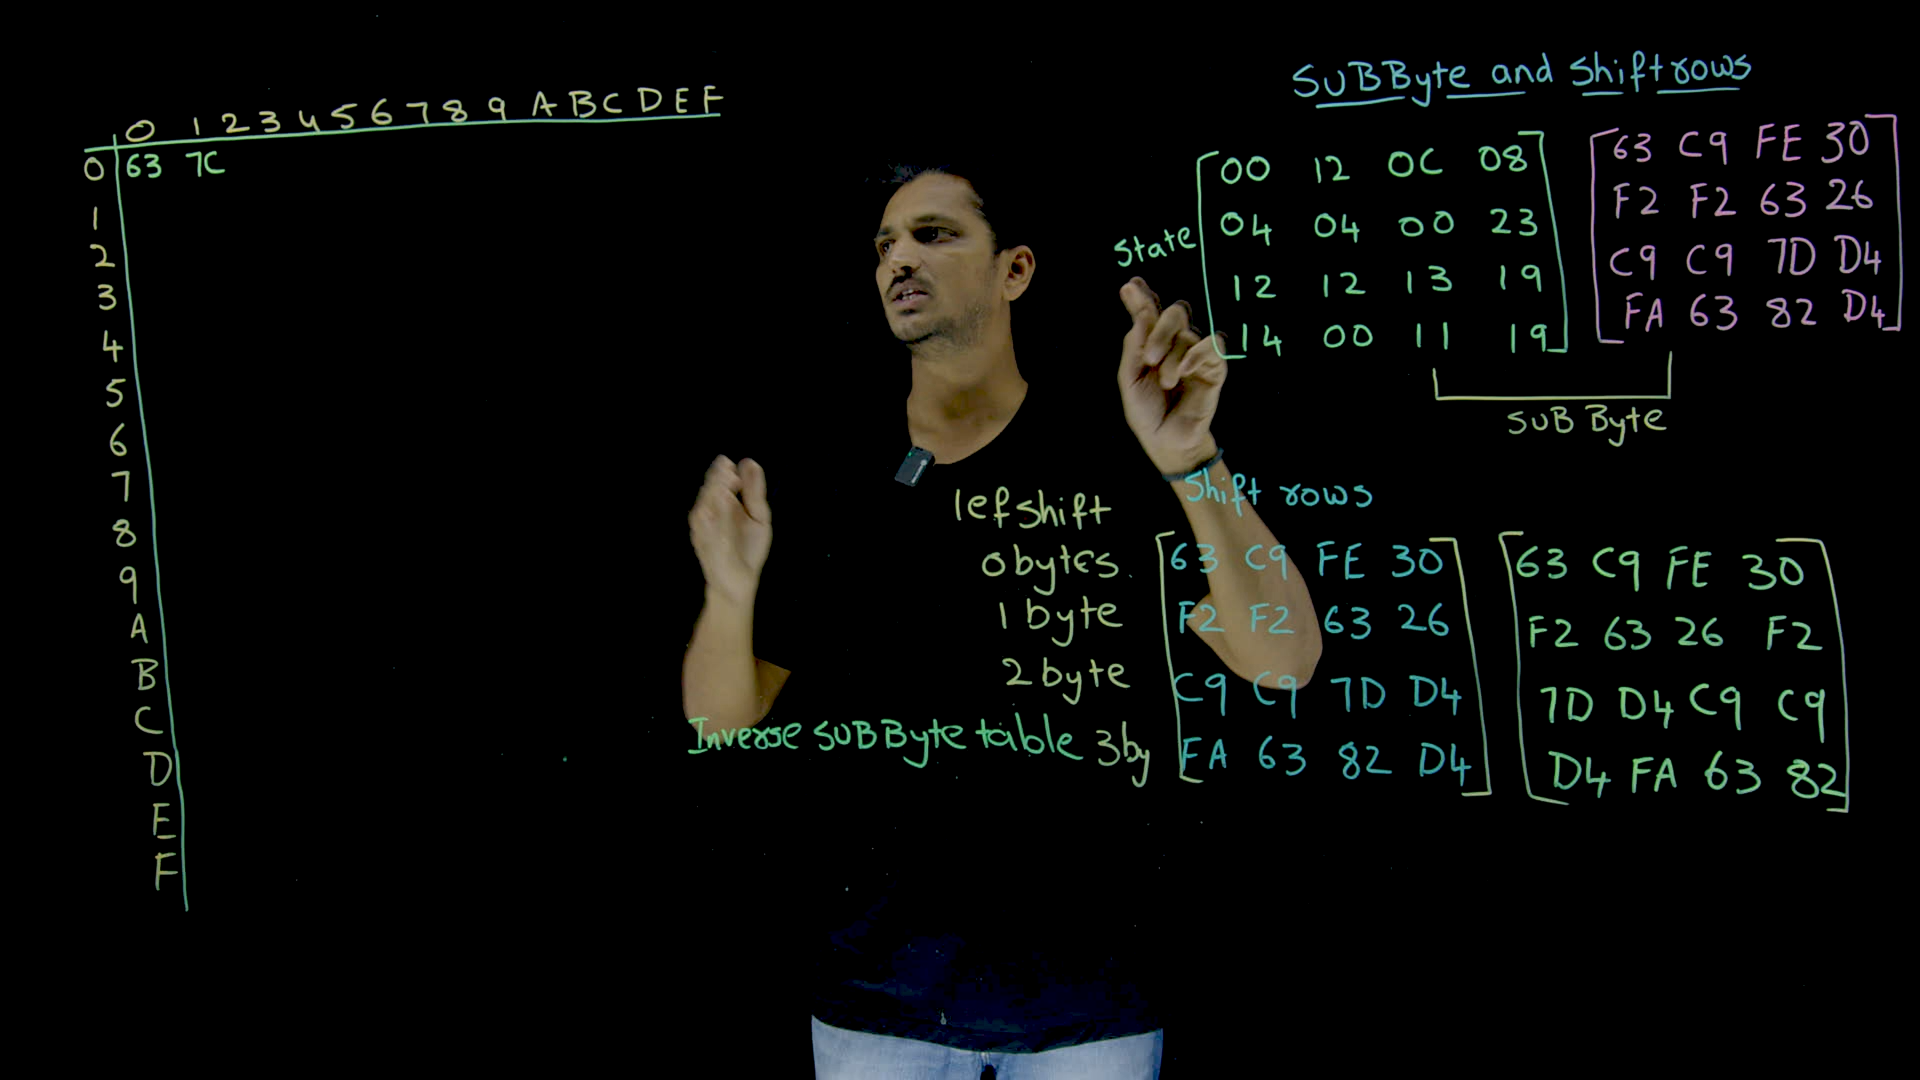 SUBByte and Shiftrows
0 1 2 3 4 5 6 7 8 9 A B C D E F
0 63 7C
1
2
3
4
5
6
7
8
9
A
B
C
D
E
F
State
00 12 0C 08
04 04 00 23
12 12 13 19
14 00 11 19
63 C9 FE 30
F2 F2 63 26
C9 C9 7D D4
FA 63 82 D4
SUB Byte
Shift rows
lefshift
0 bytes.
1 byte
2 byte
3by
63 C9 FE 30
F2 F2 63 26
C9 C9 7D D4
FA 63 82 D4
63 C9 FE 30
F2 63 26 F2
7D D4 C9 C9
D4 FA 63 82
Inverse SUBByte table